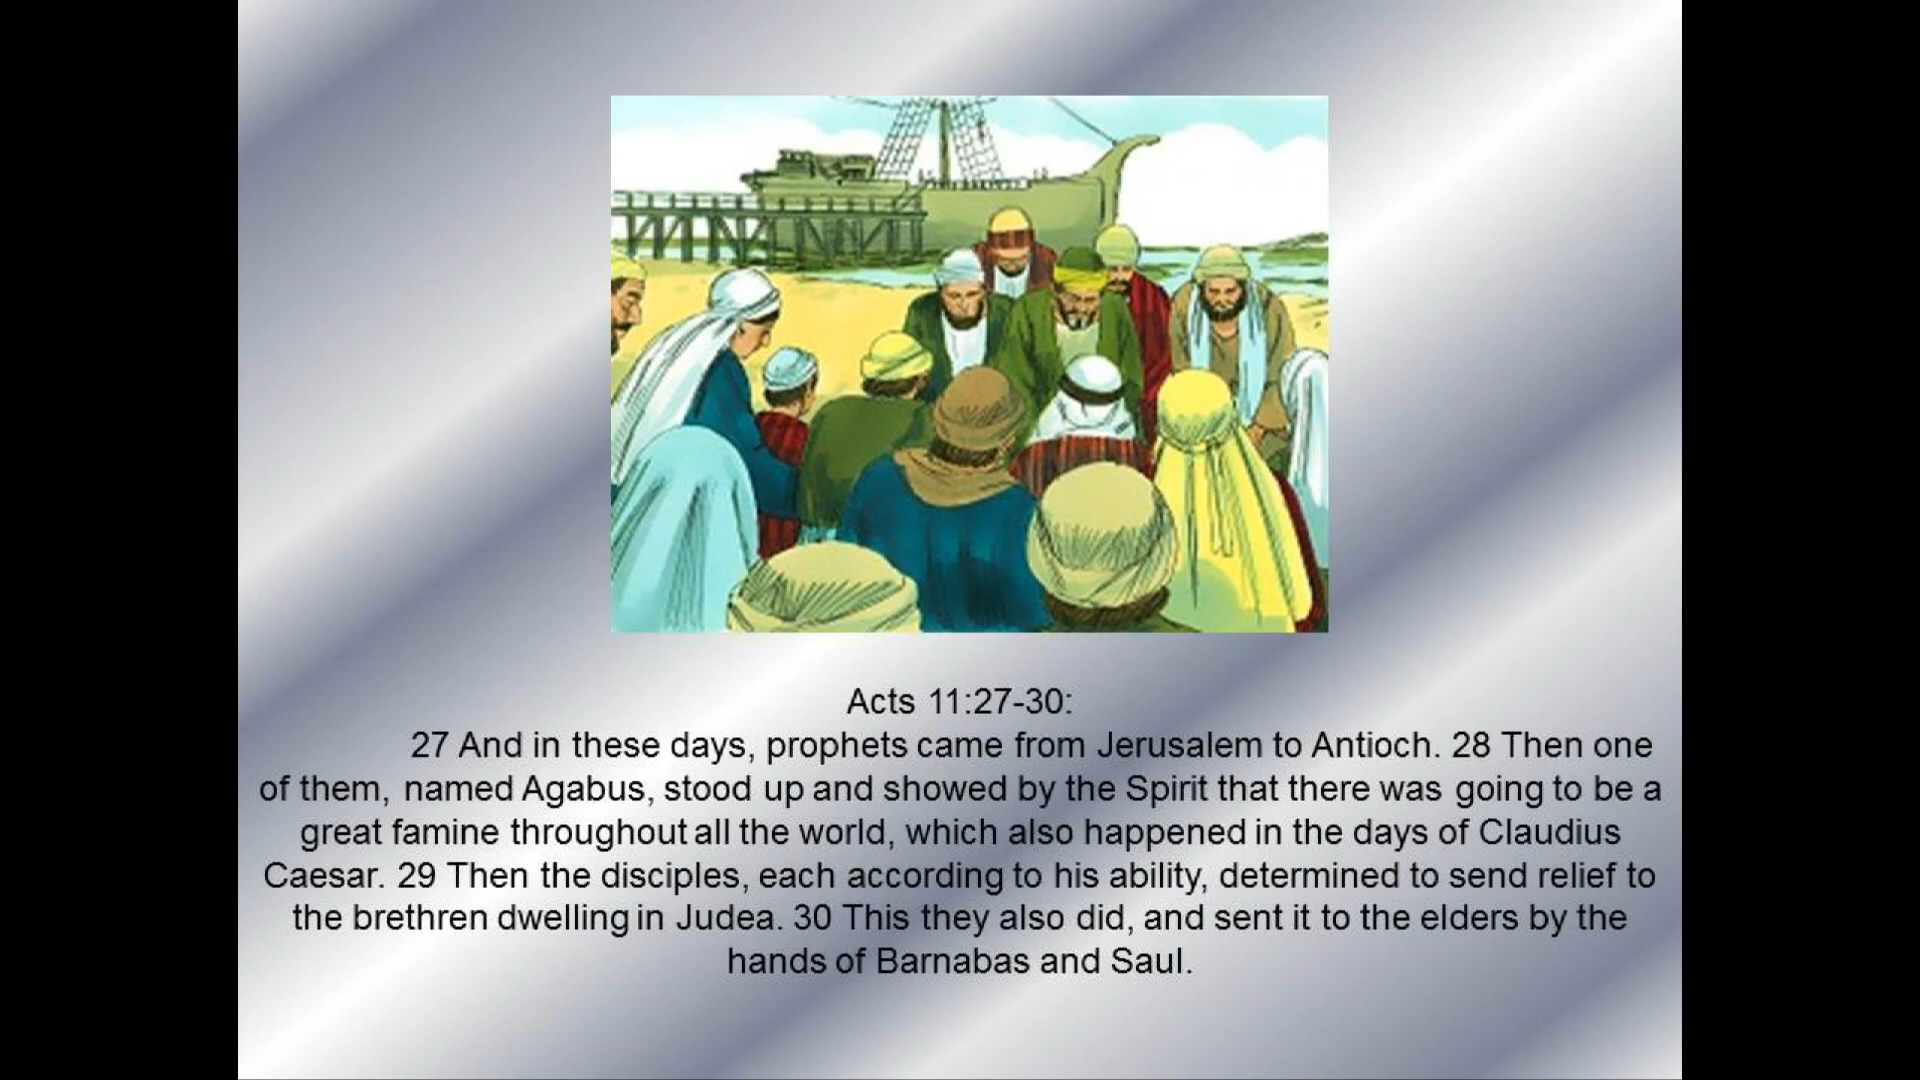 Acts 11:27-30:
27 And in these days, prophets came from Jerusalem to Antioch. 28 Then one
of them, named Agabus, stood up and showed by the Spirit that there was going to be a
great famine throughout all the world, which also happened in the days of Claudius
Caesar. 29 Then the disciples, each according to his ability, determined to send relief to
the brethren dwelling in Judea. 30 This they also did, and sent it to the elders by the
hands of Barnabas and Saul.